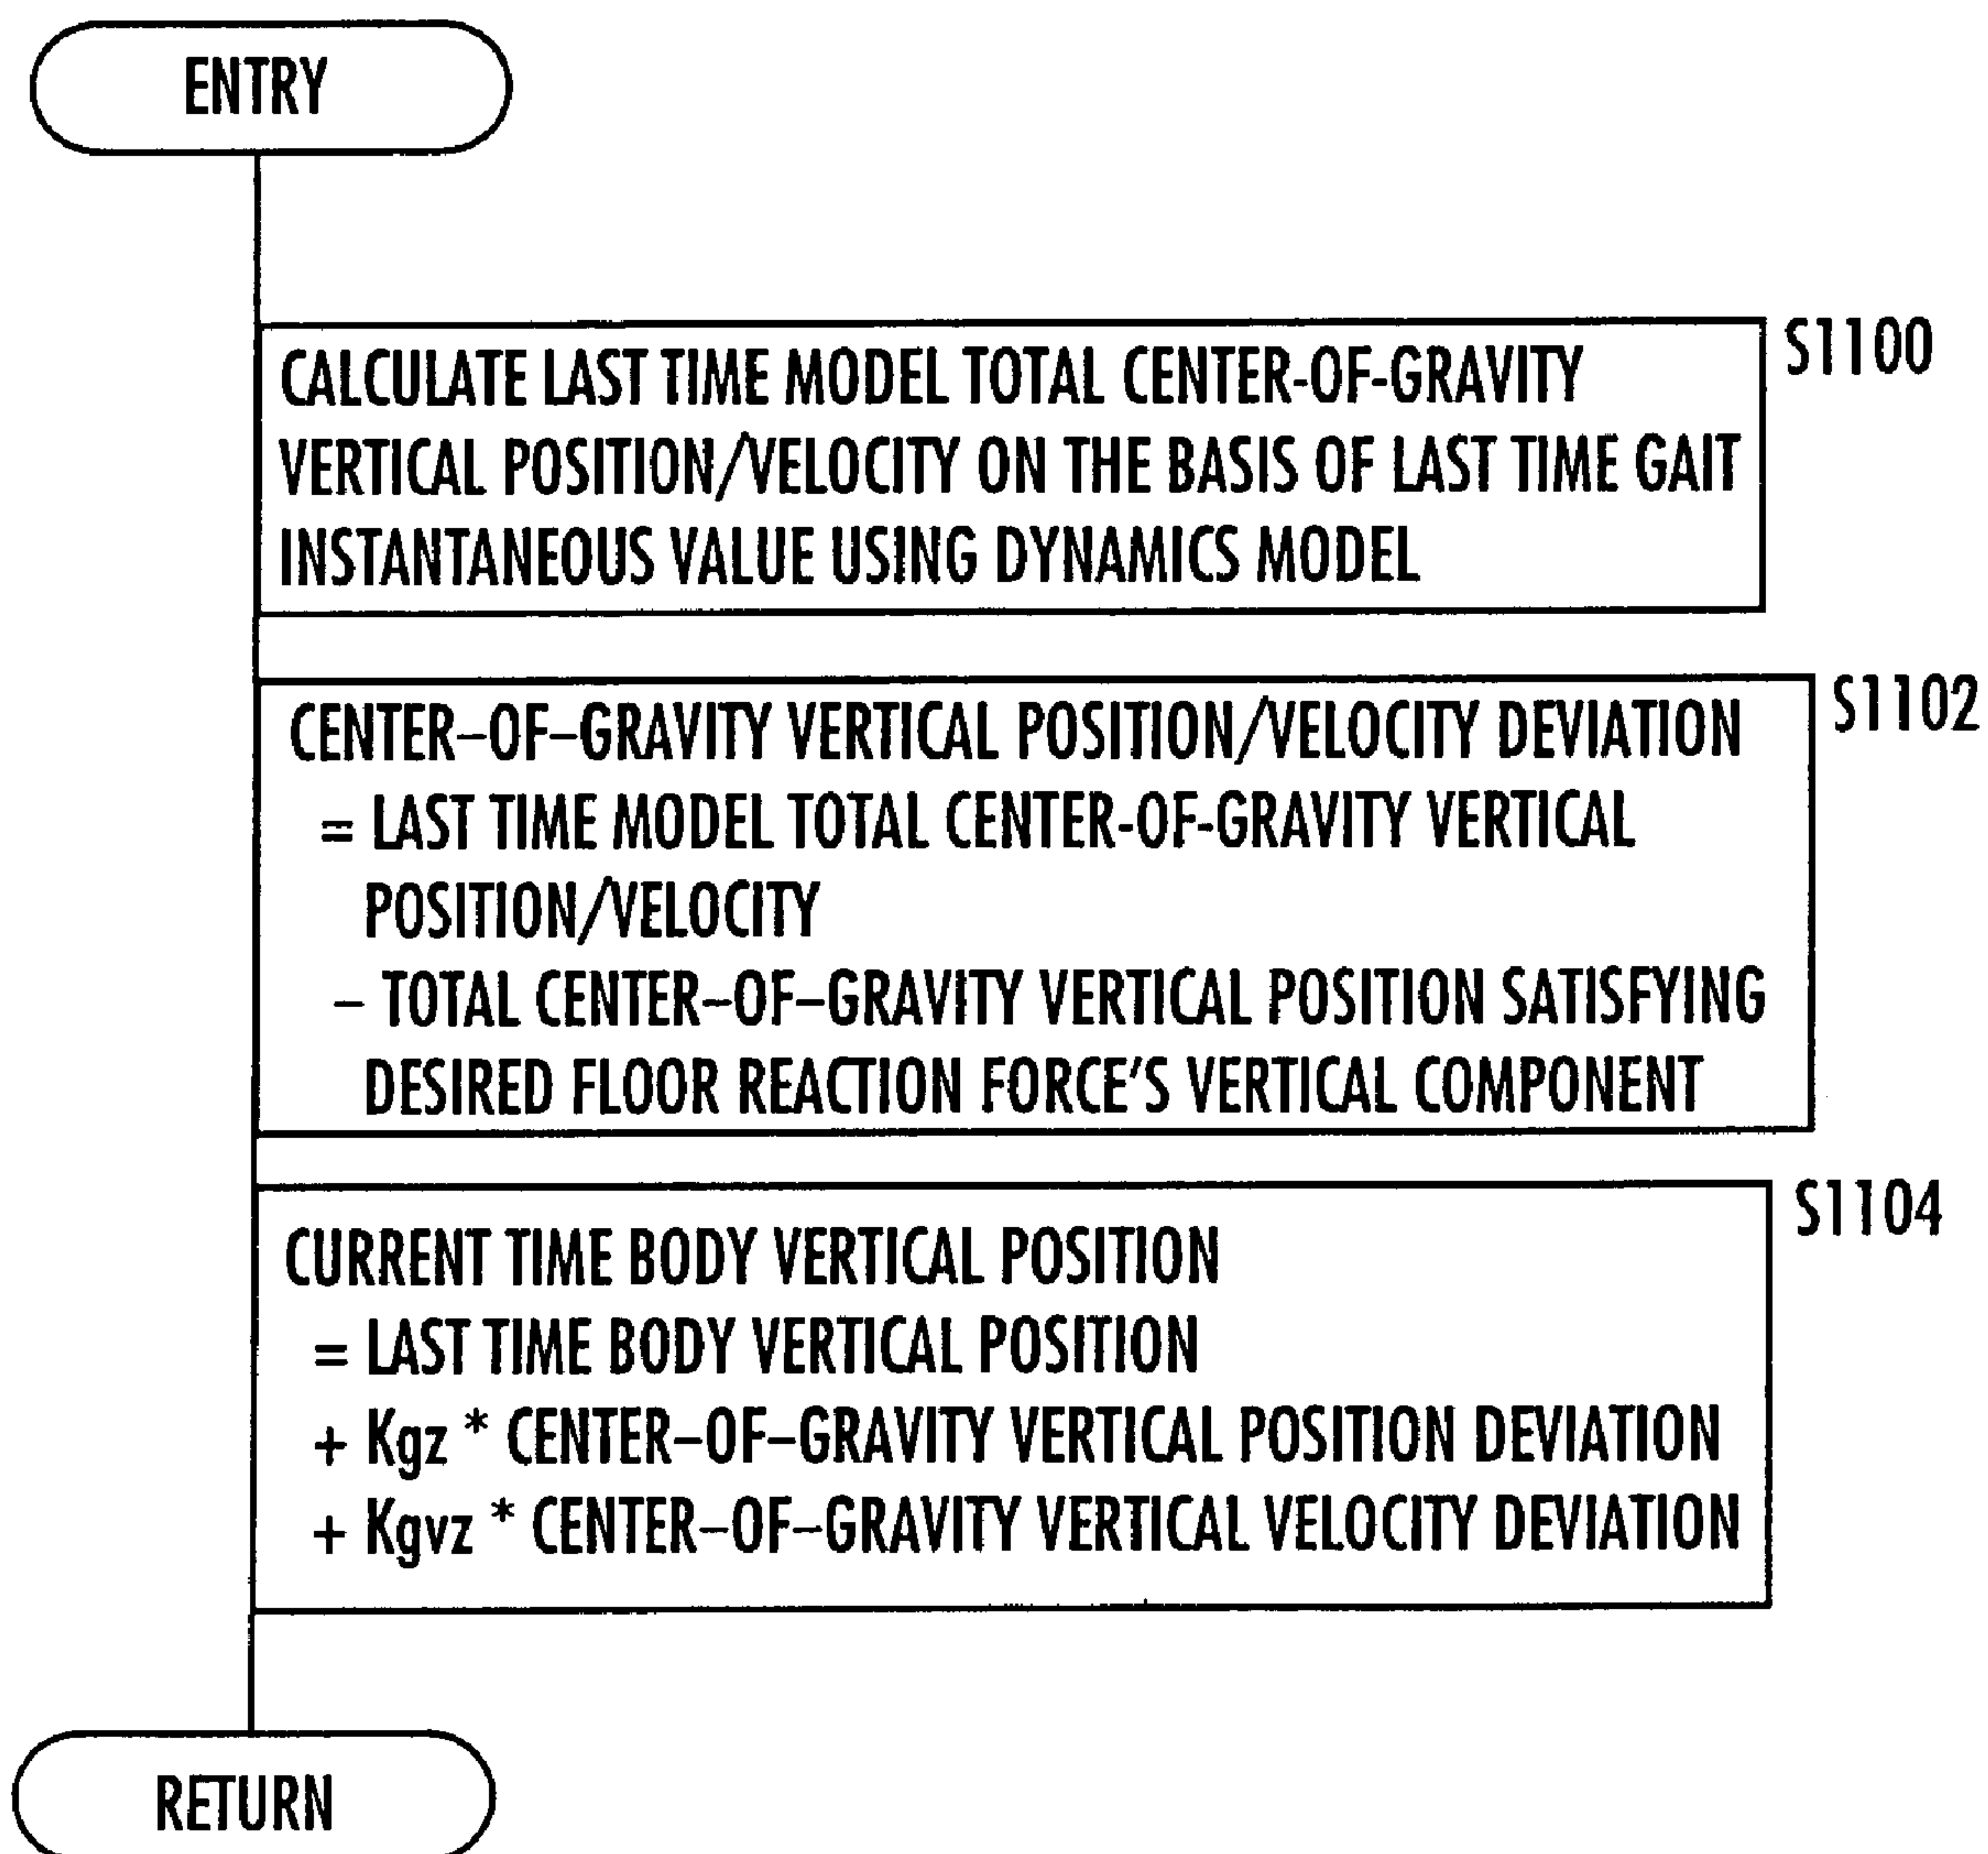 ENTRY
S1100
CALCULATE LAST TIME MODEL TOTAL CENTER-OF-GRAVITY
VERTICAL POSITION/VELOCITY ON THE BASIS OF LAST TIME GAIT
INSTANTANEOUS VALUE USING DYNAMICS MODEL
S1102
CENTER–OF–GRAVITY VERTICAL POSITION/VELOCITY DEVIATION
= LAST TIME MODEL TOTAL CENTER-OF-GRAVITY VERTICAL
POSITION/VELOCITY
– TOTAL CENTER–OF–GRAVITY VERTICAL POSITION SATISFYING
DESIRED FLOOR REACTION FORCE'S VERTICAL COMPONENT
S1104
CURRENT TIME BODY VERTICAL POSITION
= LAST TIME BODY VERTICAL POSITION
+ Kgz * CENTER–OF–GRAVITY VERTICAL POSITION DEVIATION
+ Kgvz * CENTER–OF–GRAVITY VERTICAL VELOCITY DEVIATION
RETURN